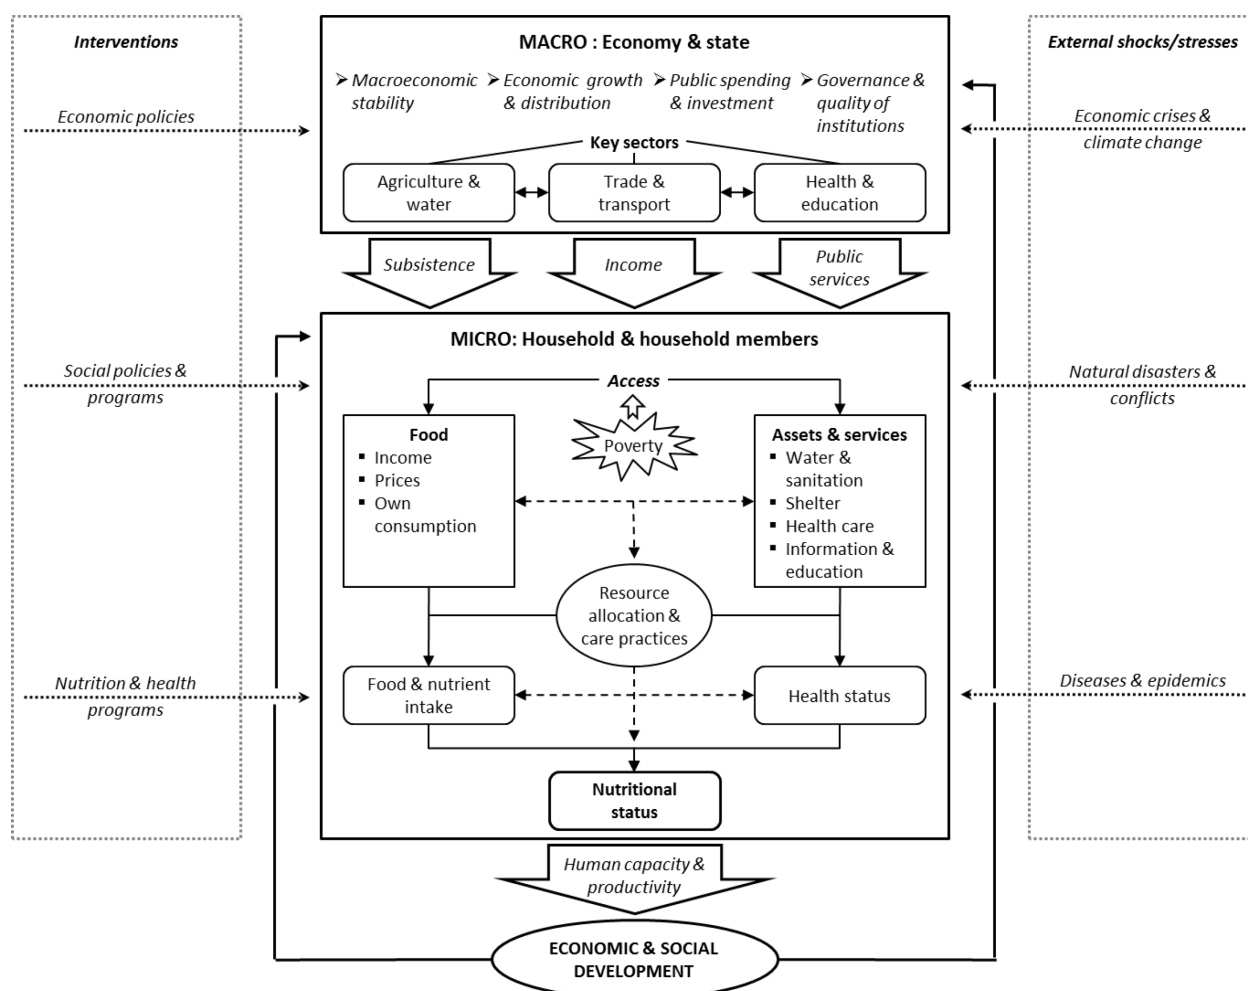 Interventions
Economic policies
Social policies &
programs
Nutrition & health
programs
MACRO : Economy & state
➢ Macroeconomic
stability
➢ Economic growth
& distribution
➢ Public spending
& investment
➢ Governance &
quality of
institutions
Key sectors
Agriculture &
water
Trade &
transport
Health &
education
Subsistence
Income
Public
services
MICRO: Household & household members
Access
Poverty
Food
▪ Income
▪ Prices
▪ Own
consumption
Assets & services
▪ Water &
sanitation
▪ Shelter
▪ Health care
▪ Information &
education
Resource
allocation &
care practices
Food & nutrient
intake
Health status
Nutritional
status
Human capacity &
productivity
ECONOMIC & SOCIAL
DEVELOPMENT
External shocks/stresses
Economic crises &
climate change
Natural disasters &
conflicts
Diseases & epidemics